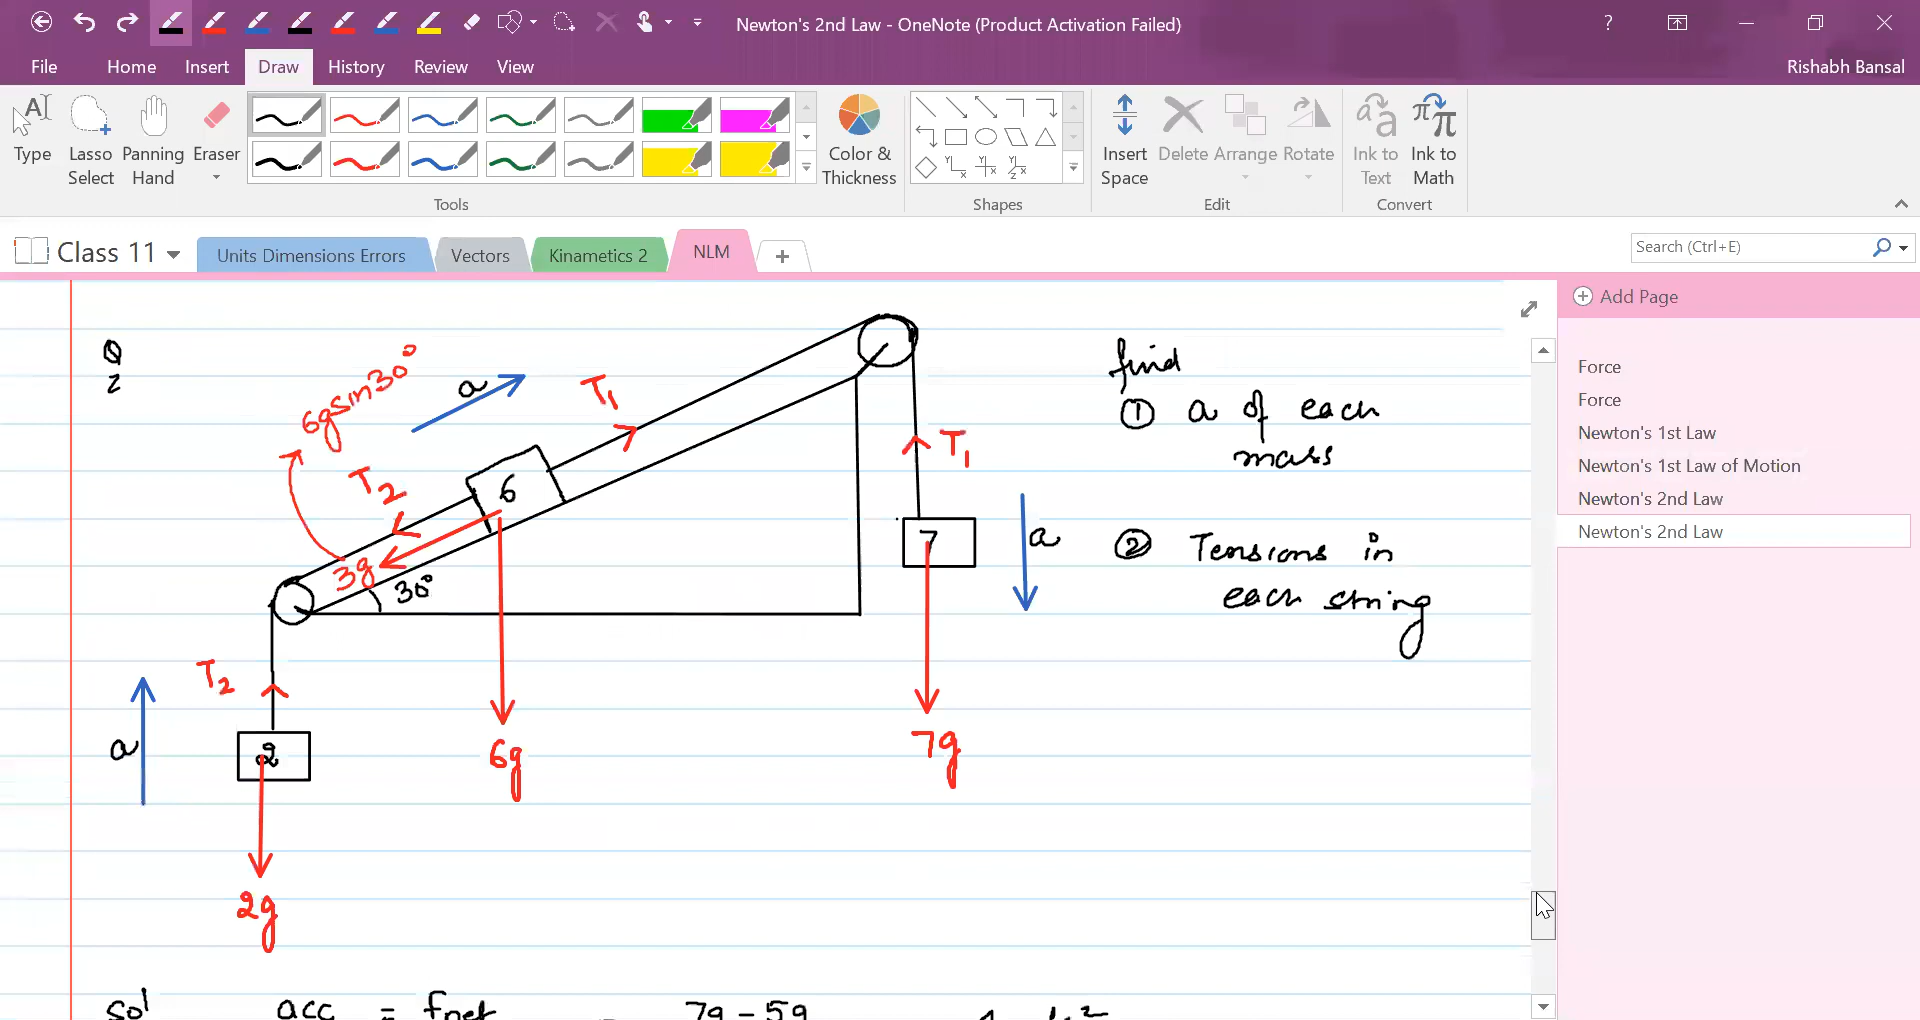 Newton's 2nd Law - OneNote (Product Activation Failed)
?
File
Home
Insert
Draw
History
Review
View
Rishabh Bansal
Type
Lasso Select
Panning Hand
Eraser
Color & Thickness
Insert Space
Delete
Arrange
Rotate
Ink to Text
Ink to Math
Tools
Shapes
Edit
Convert
Class 11
Units Dimensions Errors
Vectors
Kinametics 2
NLM
Search (Ctrl+E)
Add Page
Force
Force
Newton's 1st Law
Newton's 1st Law of Motion
Newton's 2nd Law
Newton's 2nd Law
Q
2
6gsin30°
a
T₁
T₂
6
3g
30°
T₁
7
a
T₂
a
2
6g
7g
2g
find
① a of each
mass
② Tensions in
each string
sol
acc = fnet = 7g - 5g